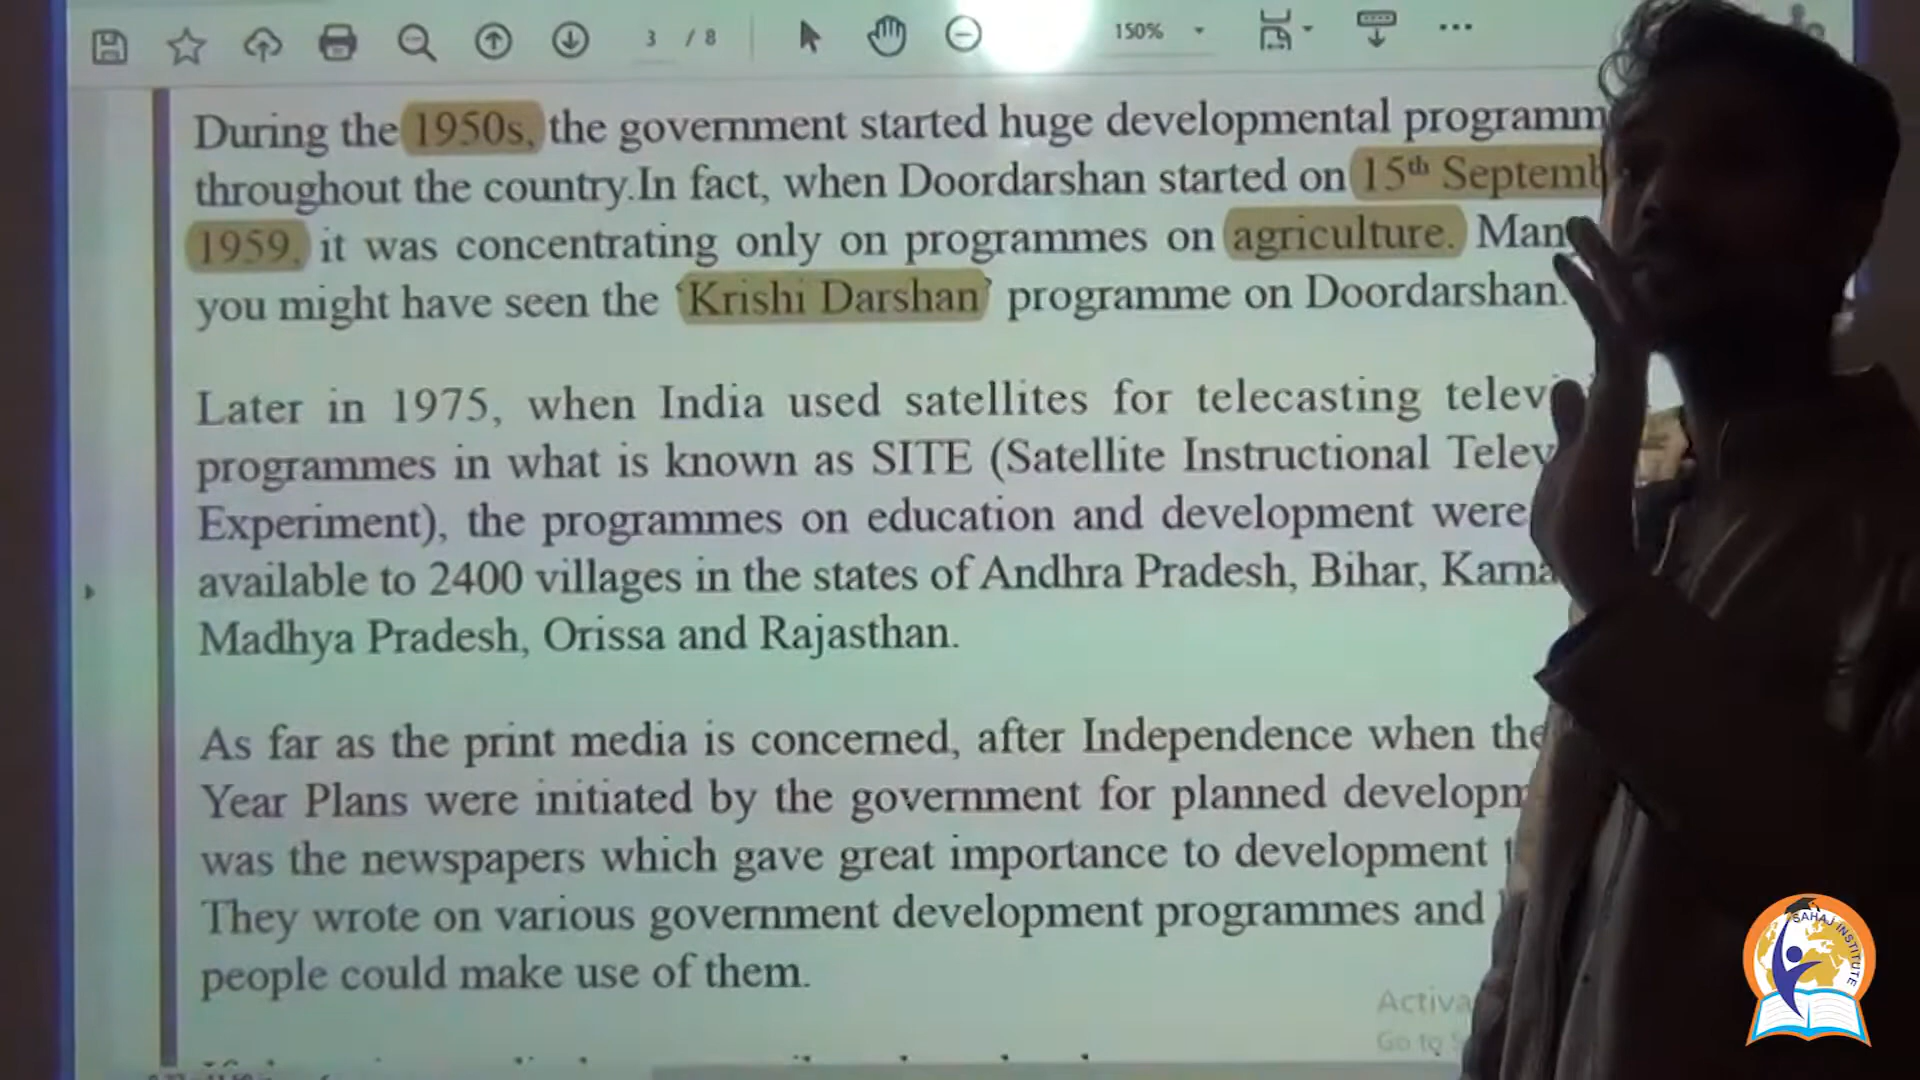 3 / 8
150%
During the 1950s, the government started huge developmental programm
throughout the country.In fact, when Doordarshan started on 15th Septemb
1959, it was concentrating only on programmes on agriculture. Man
you might have seen the 'Krishi Darshan' programme on Doordarshan.
Later in 1975, when India used satellites for telecasting telev
programmes in what is known as SITE (Satellite Instructional Telev
Experiment), the programmes on education and development were
available to 2400 villages in the states of Andhra Pradesh, Bihar, Karna
Madhya Pradesh, Orissa and Rajasthan.
As far as the print media is concerned, after Independence when the
Year Plans were initiated by the government for planned developm
was the newspapers which gave great importance to development
They wrote on various government development programmes and
people could make use of them.
Activa
Go to
SAHAJ INSTITUTE